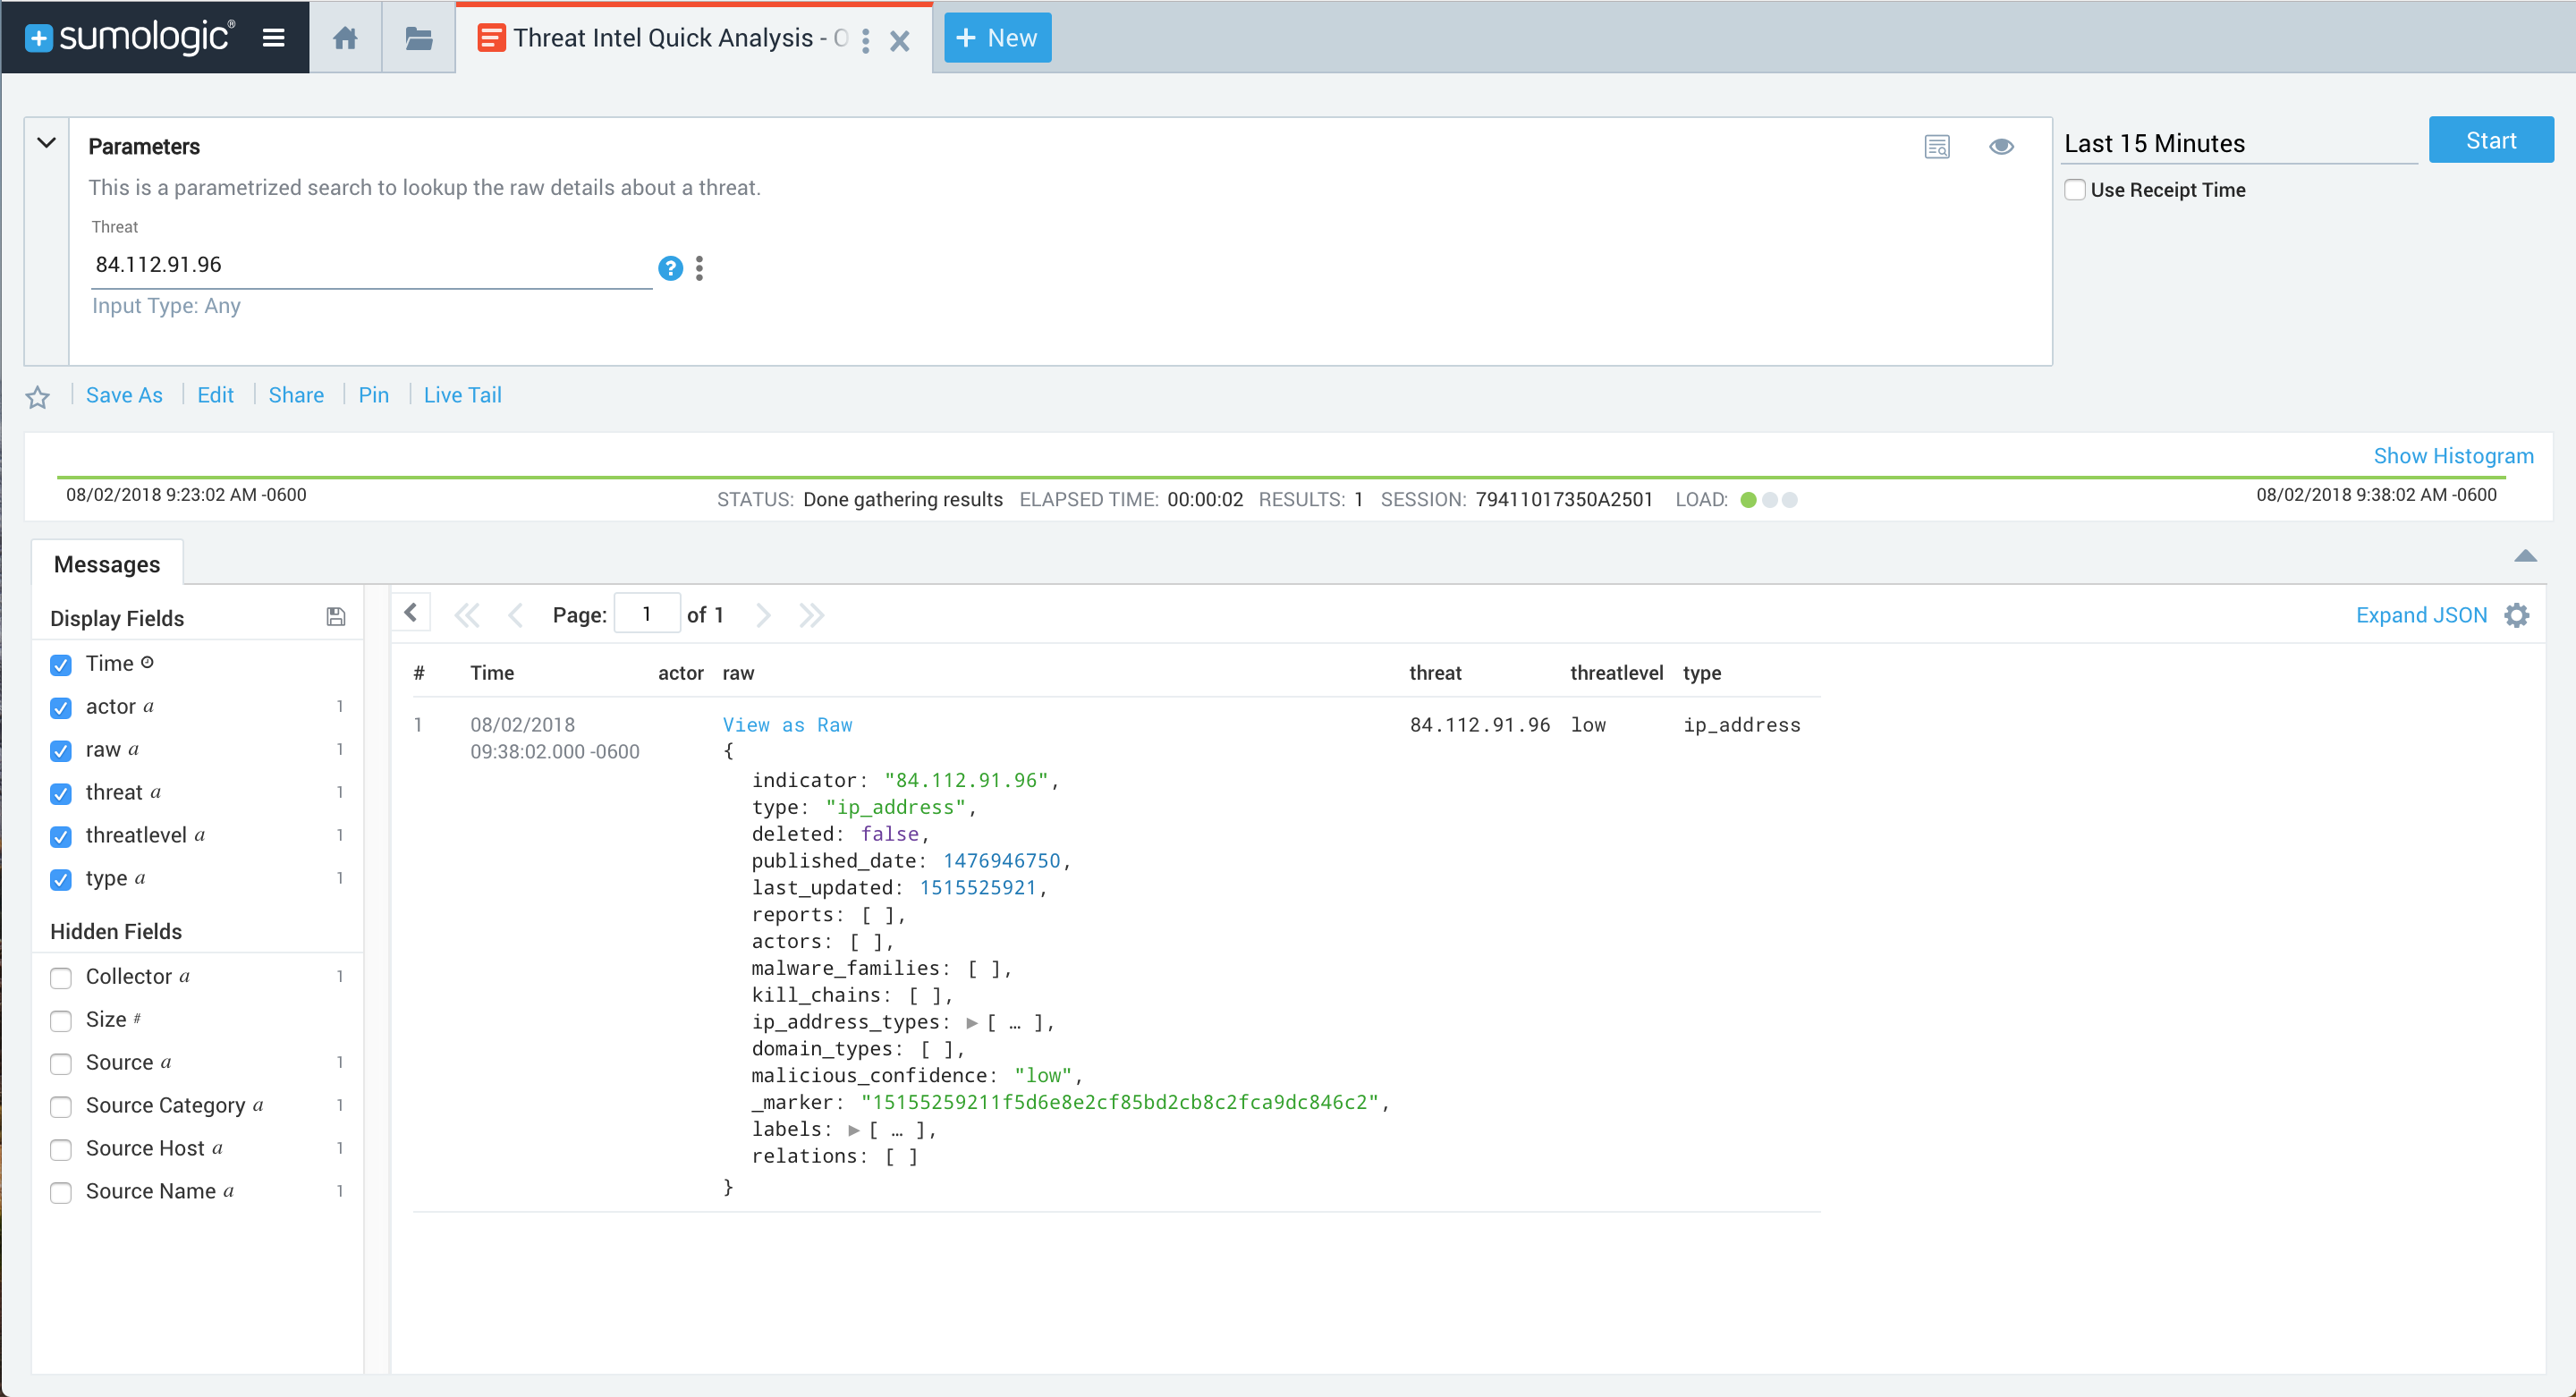 sumologic®
Threat Intel Quick Analysis -
+ New
Parameters
This is a parametrized search to lookup the raw details about a threat.
Threat
84.112.91.96
?
Input Type: Any
Last 15 Minutes
Start
Use Receipt Time
Save As | Edit | Share | Pin | Live Tail
Show Histogram
08/02/2018 9:23:02 AM -0600
STATUS: Done gathering results ELAPSED TIME: 00:00:02 RESULTS: 1 SESSION: 79411017350A2501 LOAD:
08/02/2018 9:38:02 AM -0600
Messages
Display Fields
Time
actor a 1
raw a 1
threat a 1
threatlevel a 1
type a 1
Hidden Fields
Collector a 1
Size #
Source a 1
Source Category a 1
Source Host a 1
Source Name a 1
Page: 1 of 1
Expand JSON
# Time actor raw threat threatlevel type
1 08/02/2018 View as Raw 84.112.91.96 low ip_address
09:38:02.000 -0600 {
indicator: "84.112.91.96",
type: "ip_address",
deleted: false,
published_date: 1476946750,
last_updated: 1515525921,
reports: [ ],
actors: [ ],
malware_families: [ ],
kill_chains: [ ],
ip_address_types: ▶ [ … ],
domain_types: [ ],
malicious_confidence: "low",
_marker: "15155259211f5d6e8e2cf85bd2cb8c2fca9dc846c2",
labels: ▶ [ … ],
relations: [ ]
}